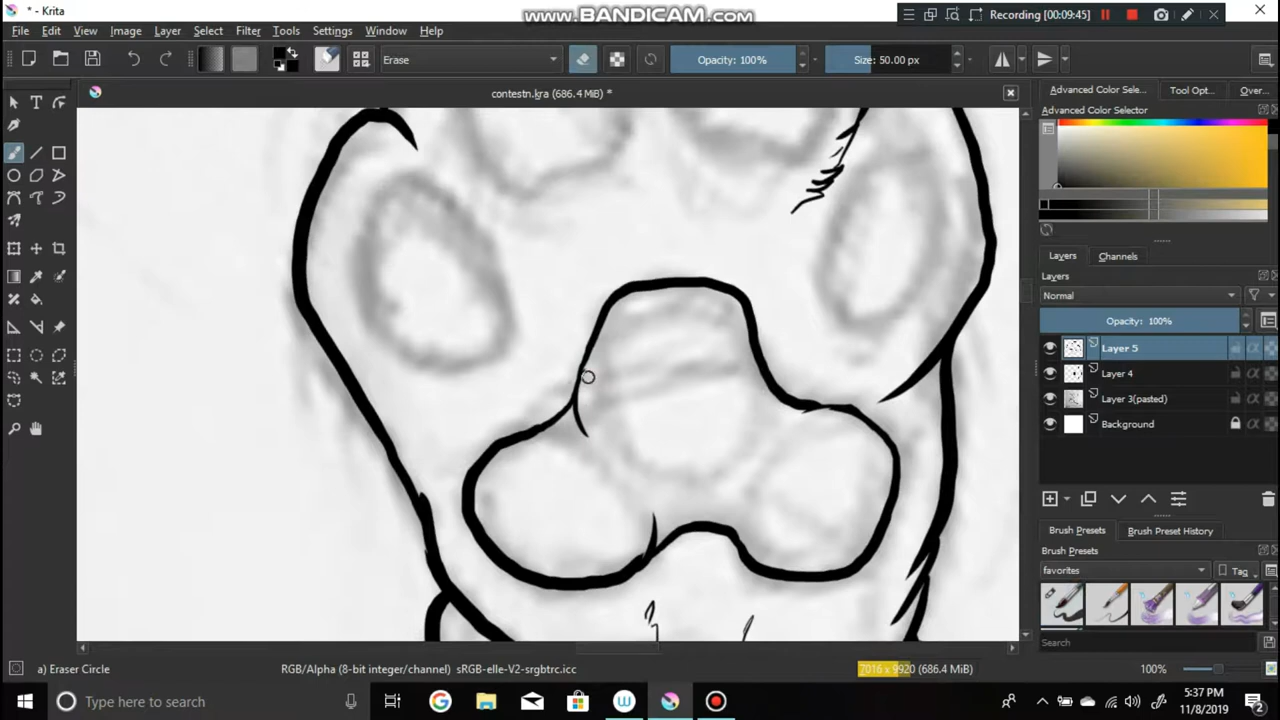 * - Krita
www.BANDICAM.com
Recording [00:09:45]
File Edit View Image Layer Filter Select Filter Tools Settings Windows Help
Erase
Opacity: 100%
Size: 50.00 px
contestn.kra (686.4 MiB) *
Advanced Color Sele...
Tool Opt...
Over...
Advanced Color Selector
Layers
Channels
Layers
Normal
Opacity: 100%
Layer 5
Layer 4
Layer 3(pasted)
Background
Brush Presets
Brush Preset History
Brush Presets
favorites
Tag
Search
a) Eraser Circle
RGB/Alpha (8-bit integer/channel) sRGB-elle-V2-srgbtrc.icc
7016 x 9920 (686.4 MiB)
100%
Type here to search
5:37 PM
11/8/2019
2